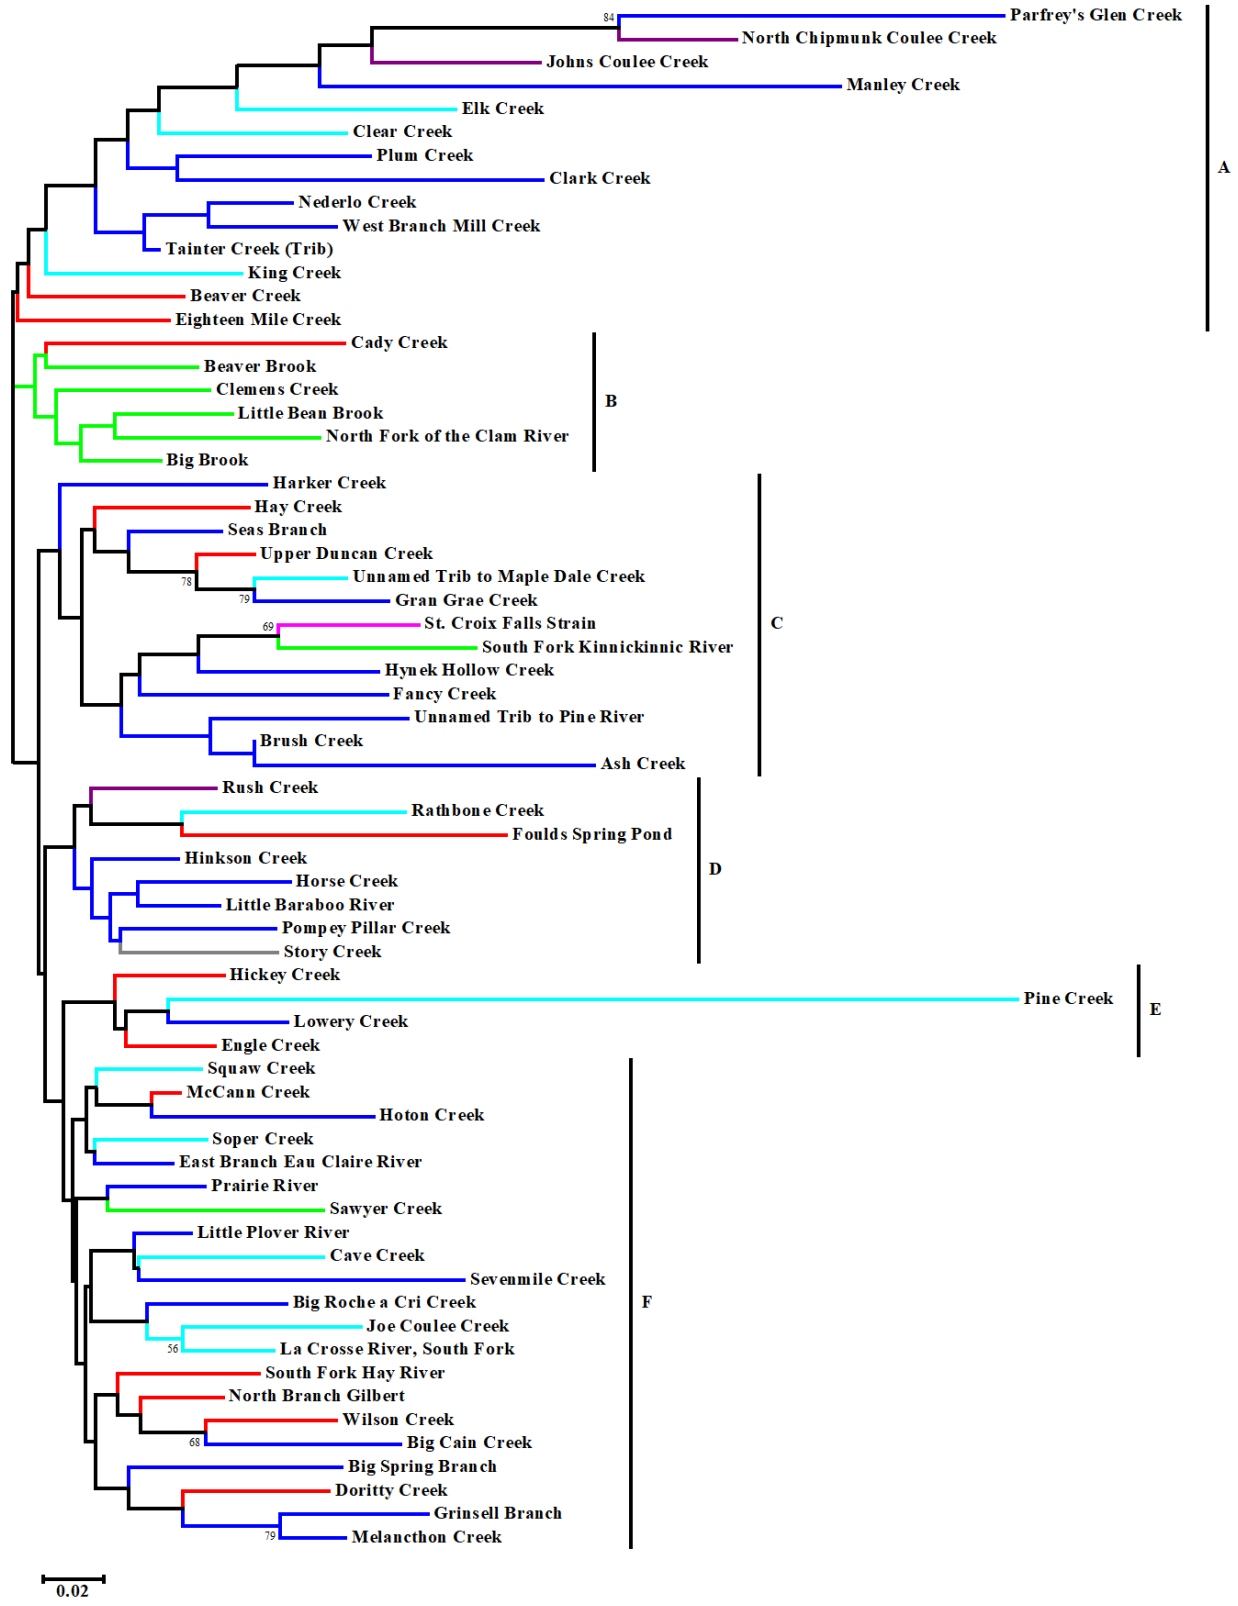 84
Parfrey's Glen Creek
North Chipmunk Coulee Creek
Johns Coulee Creek
Manley Creek
Elk Creek
Clear Creek
Plum Creek
Clark Creek
A
Nederlo Creek
West Branch Mill Creek
Tainter Creek (Trib)
King Creek
Beaver Creek
Eighteen Mile Creek
Cady Creek
Beaver Brook
Clemens Creek
B
Little Bean Brook
North Fork of the Clam River
Big Brook
Harker Creek
Hay Creek
Seas Branch
Upper Duncan Creek
78
Unnamed Trib to Maple Dale Creek
79
Gran Grae Creek
69
St. Croix Falls Strain
C
South Fork Kinnickinnic River
Hynek Hollow Creek
Fancy Creek
Unnamed Trib to Pine River
Brush Creek
Ash Creek
Rush Creek
Rathbone Creek
Foulds Spring Pond
Hinkson Creek
D
Horse Creek
Little Baraboo River
Pompey Pillar Creek
Story Creek
Hickey Creek
Pine Creek
E
Lowery Creek
Engle Creek
Squaw Creek
McCann Creek
Hoton Creek
Soper Creek
East Branch Eau Claire River
Prairie River
Sawyer Creek
Little Plover River
Cave Creek
Sevenmile Creek
F
Big Roche a Cri Creek
Joe Coulee Creek
56
La Crosse River, South Fork
South Fork Hay River
North Branch Gilbert
Wilson Creek
68
Big Cain Creek
Big Spring Branch
Doritty Creek
Grinsell Branch
79
Melancthon Creek
0.02